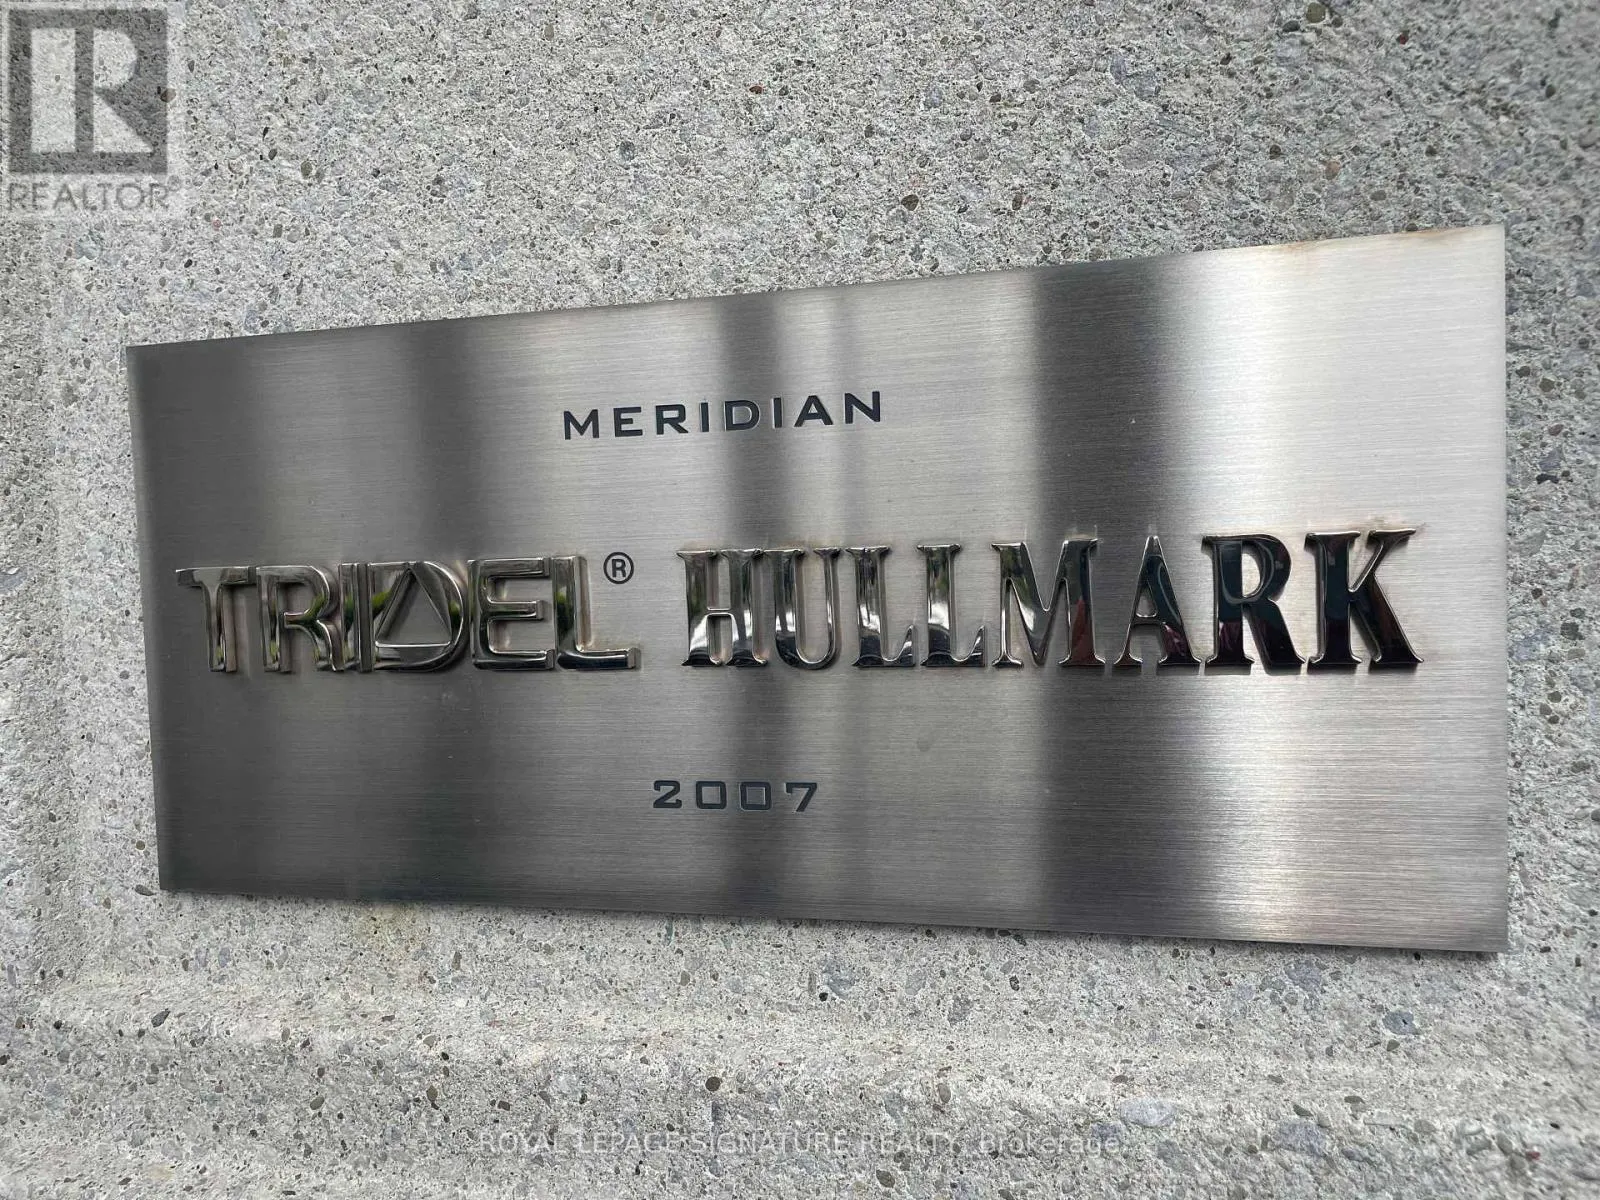 REALTOR
MERIDIAN
TRIDEL® HULLMARK
2007
ROYAL LEPAGE SIGNATURE REALTY, Brokerage